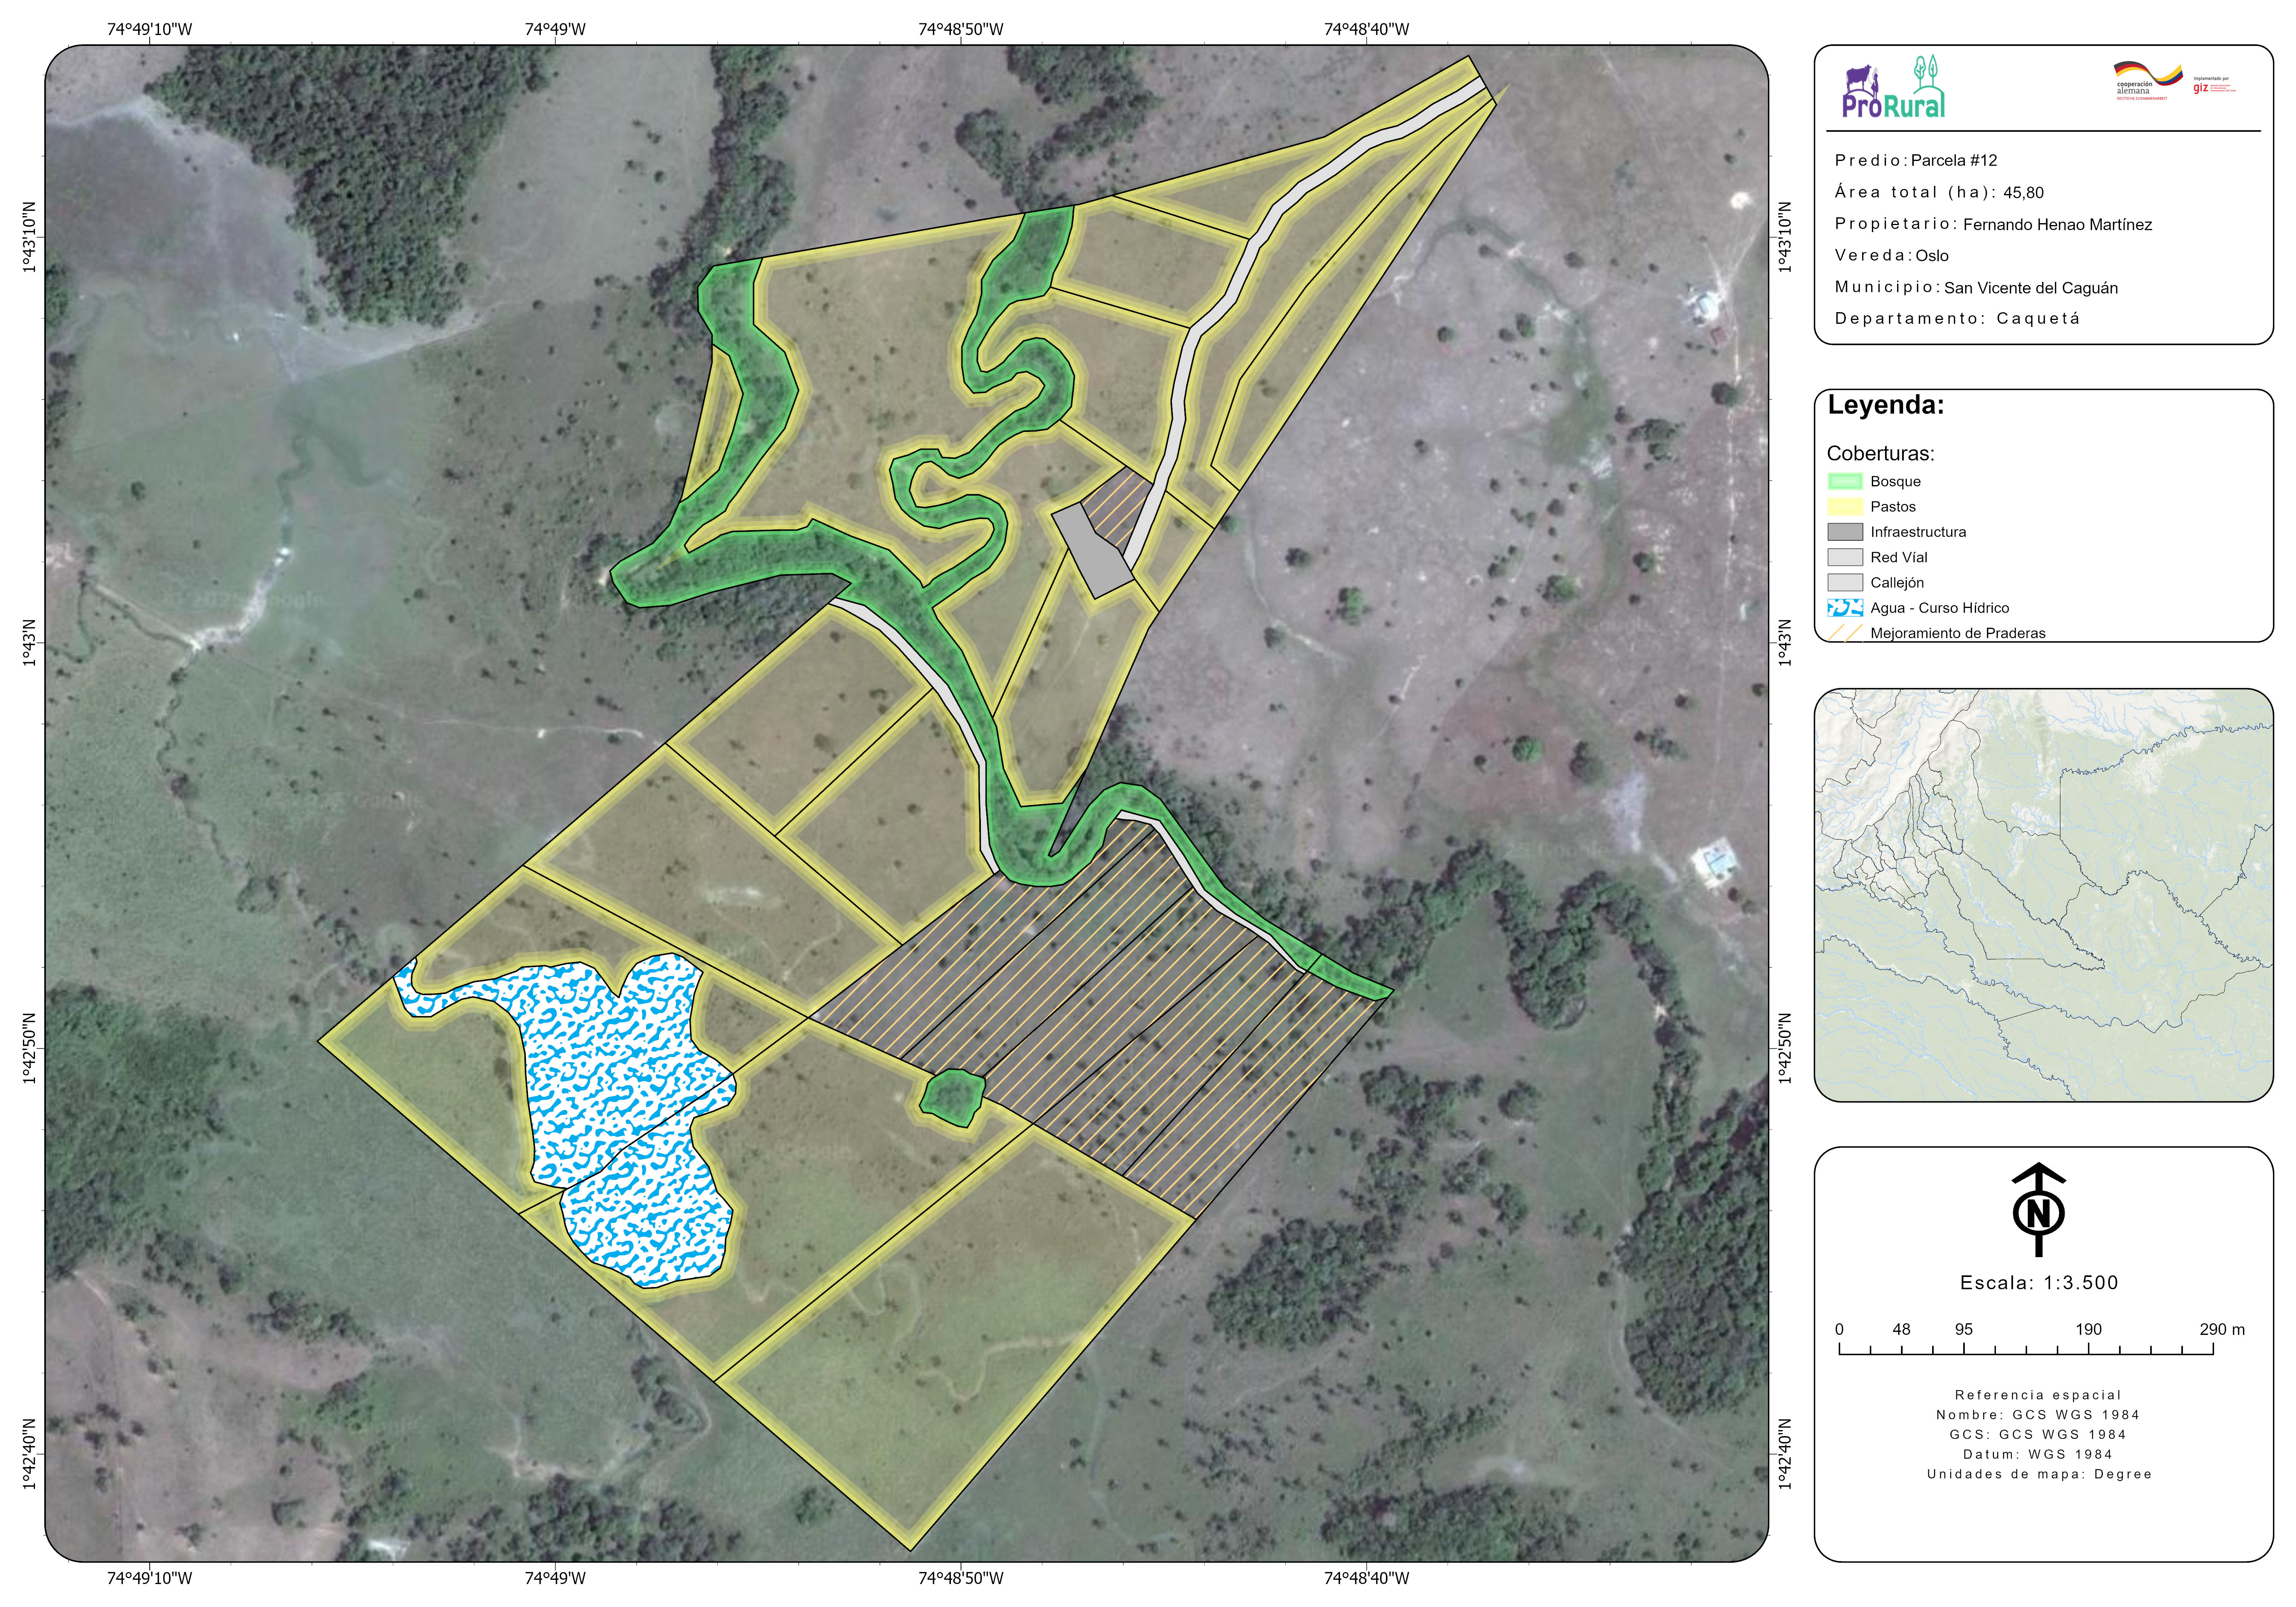 74°49'10"W
74°49'W
74°48'50"W
74°48'40"W
1°43'10"N
1°43'N
1°42'50"N
1°42'40"N
1°43'10"N
1°43'N
1°42'50"N
1°42'40"N
74°49'10"W
74°49'W
74°48'50"W
74°48'40"W
ProRural
cooperación
alemana
DEUTSCHE ZUSAMMENARBEIT
Implementada por
giz
Predio: Parcela #12
Área total (ha): 45,80
Propietario: Fernando Henao Martínez
Vereda: Oslo
Municipio: San Vicente del Caguán
Departamento: Caquetá
Leyenda:
Coberturas:
Bosque
Pastos
Infraestructura
Red Víal
Callejón
Agua - Curso Hídrico
Mejoramiento de Praderas
N
Escala: 1:3.500
0 48 95 190 290 m
Referencia espacial
Nombre: GCS WGS 1984
GCS: GCS WGS 1984
Datum: WGS 1984
Unidades de mapa: Degree